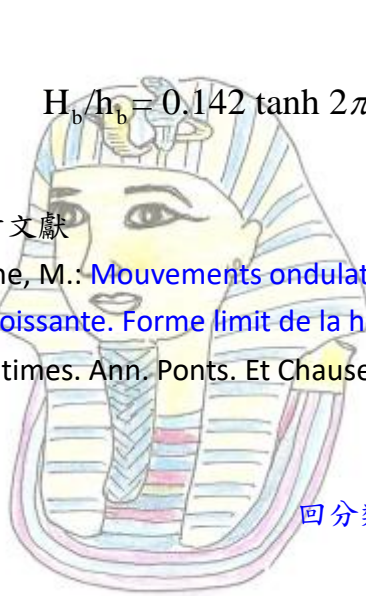 H_b/h_b = 0.142 tanh 2π
文獻
ne, M.: Mouvements ondulat
oissante. Forme limit de la h
times. Ann. Ponts. Et Chause
回分類